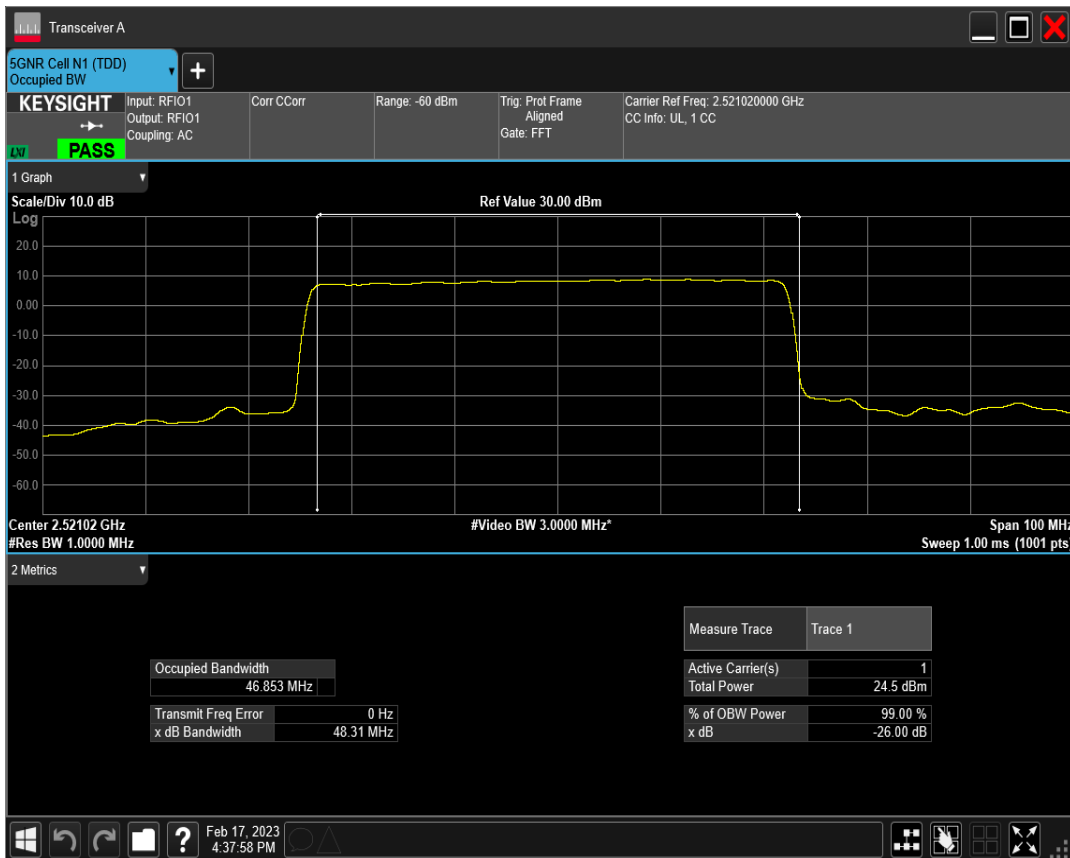 Transceiver A
5GNR Cell N1 (TDD)
Occupied BW
+
KEYSIGHT
LXI
PASS
Input: RFIO1
Output: RFIO1
Coupling: AC
Corr CCorr
Range: -60 dBm
Trig: Prot Frame
Aligned
Gate: FFT
Carrier Ref Freq: 2.521020000 GHz
CC Info: UL, 1 CC
1 Graph
Scale/Div 10.0 dB
Ref Value 30.00 dBm
Log
20.0
10.0
0.00
-10.0
-20.0
-30.0
-40.0
-50.0
-60.0
Center 2.52102 GHz
#Video BW 3.0000 MHz*
Span 100 MHz
#Res BW 1.0000 MHz
Sweep 1.00 ms (1001 pts)
2 Metrics
Measure Trace Trace 1
Occupied Bandwidth
46.853 MHz
Active Carrier(s) 1
Total Power 24.5 dBm
Transmit Freq Error 0 Hz
x dB Bandwidth 48.31 MHz
% of OBW Power 99.00 %
x dB -26.00 dB
?
Feb 17, 2023
4:37:58 PM